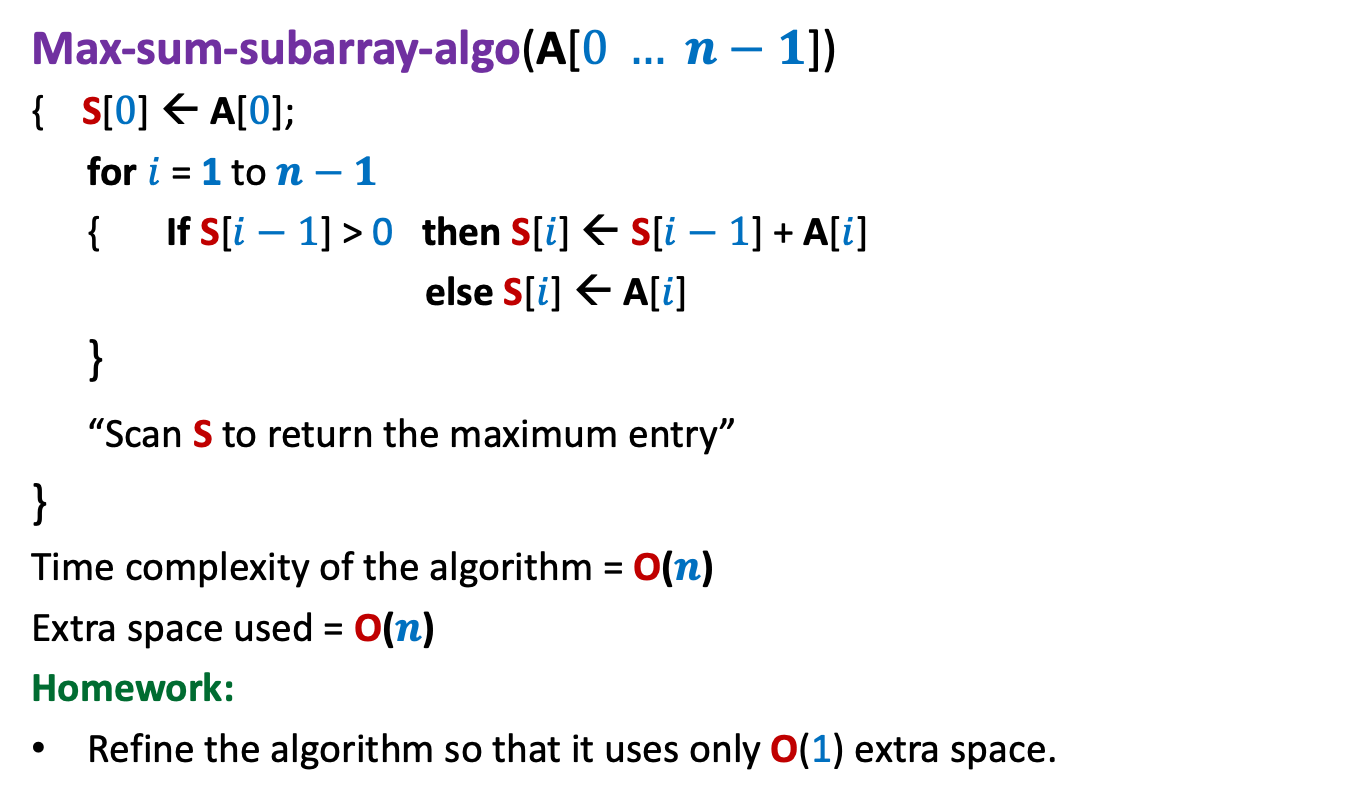 Max-sum-subarray-algo(A[0 ... n − 1])
{ S[0] ← A[0];
for i = 1 to n − 1
{ If S[i − 1] > 0 then S[i] ← S[i − 1] + A[i]
else S[i] ← A[i]
}
“Scan S to return the maximum entry”
}
Time complexity of the algorithm = O(n)
Extra space used = O(n)
Homework:
• Refine the algorithm so that it uses only O(1) extra space.